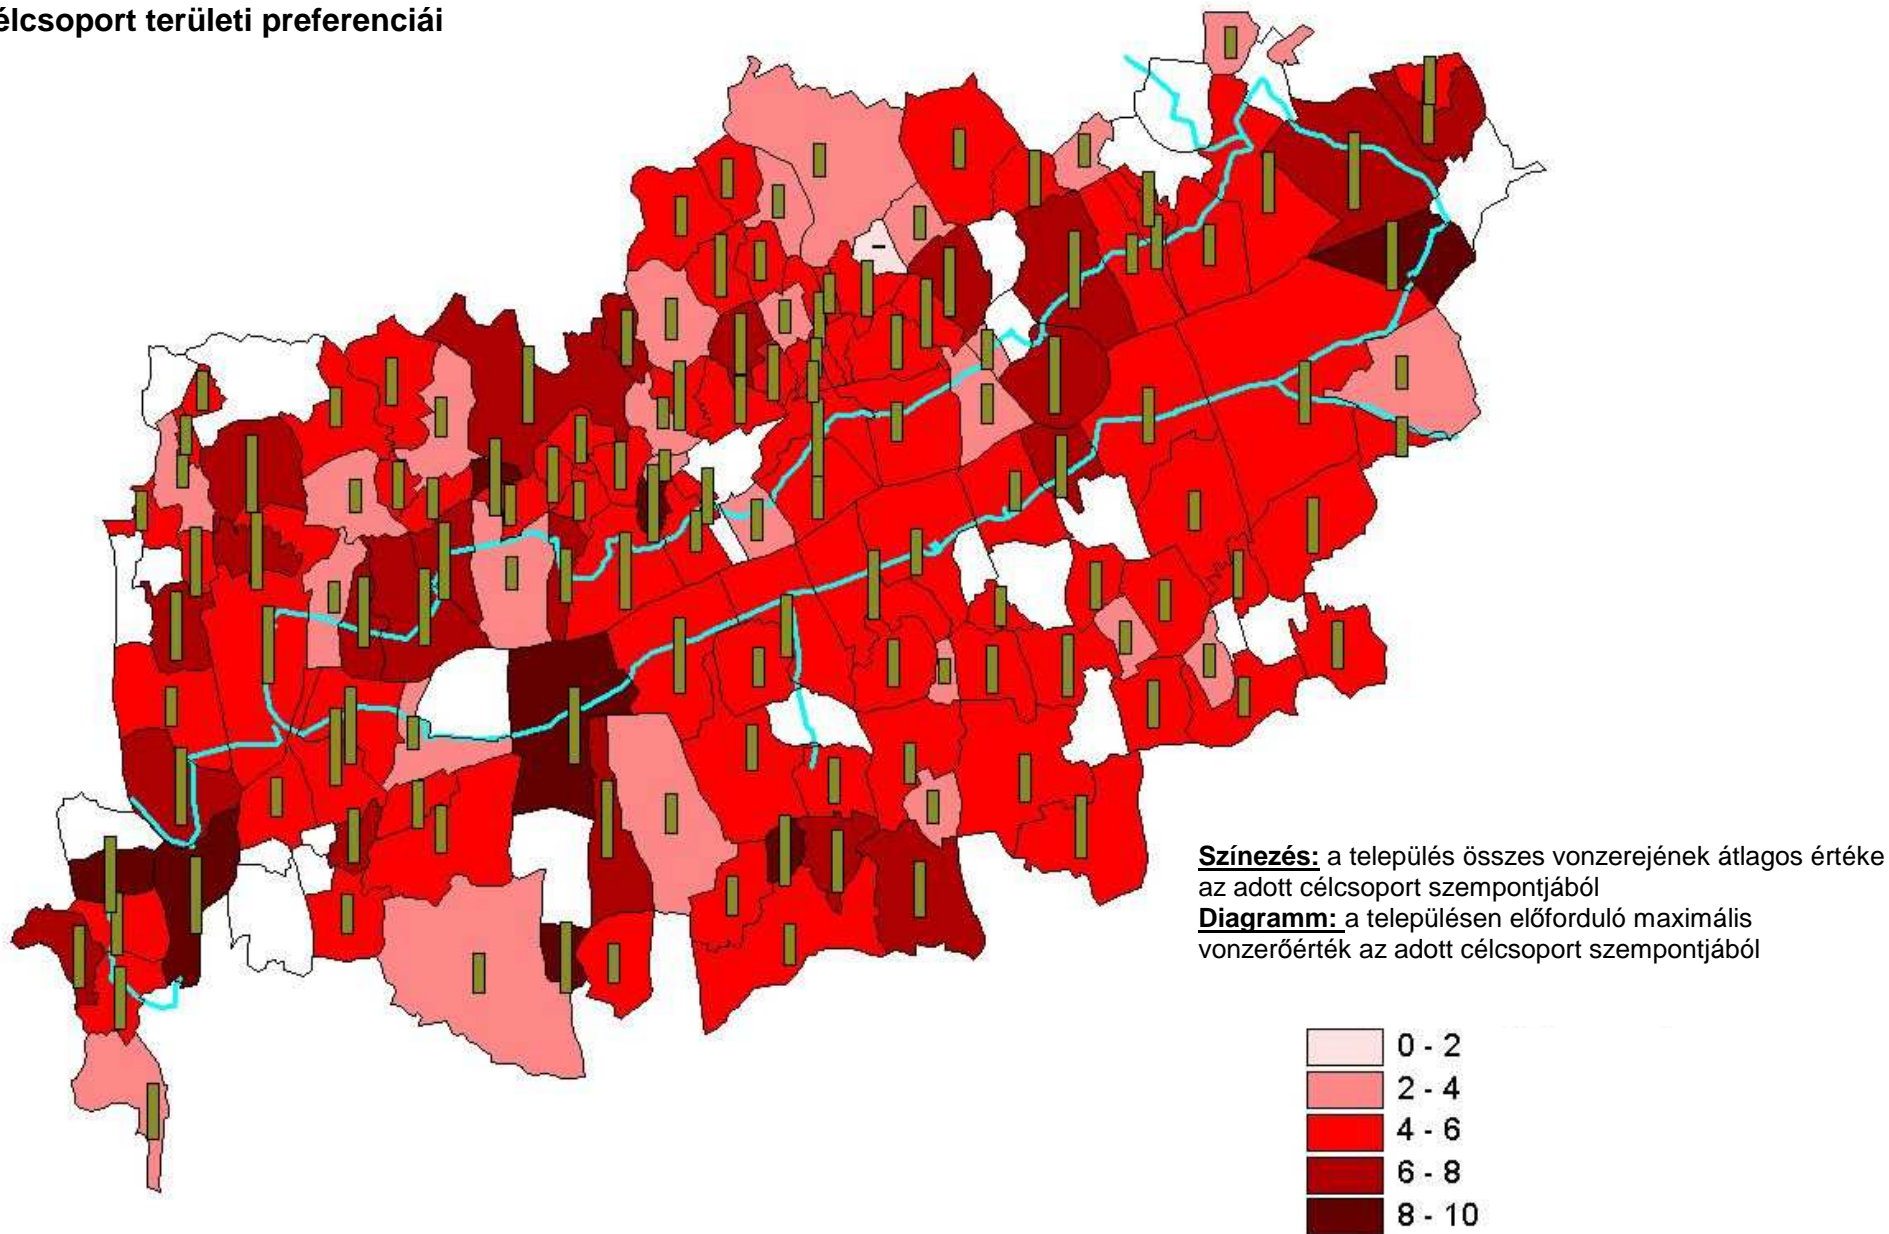 élcsoport területi preferenciái
Színezés: a település összes vonzerejének átlagos értéke
az adott célcsoport szempontjából
Diagramm: a településen előforduló maximális
vonzerőérték az adott célcsoport szempontjából
0 - 2
2 - 4
4 - 6
6 - 8
8 - 10